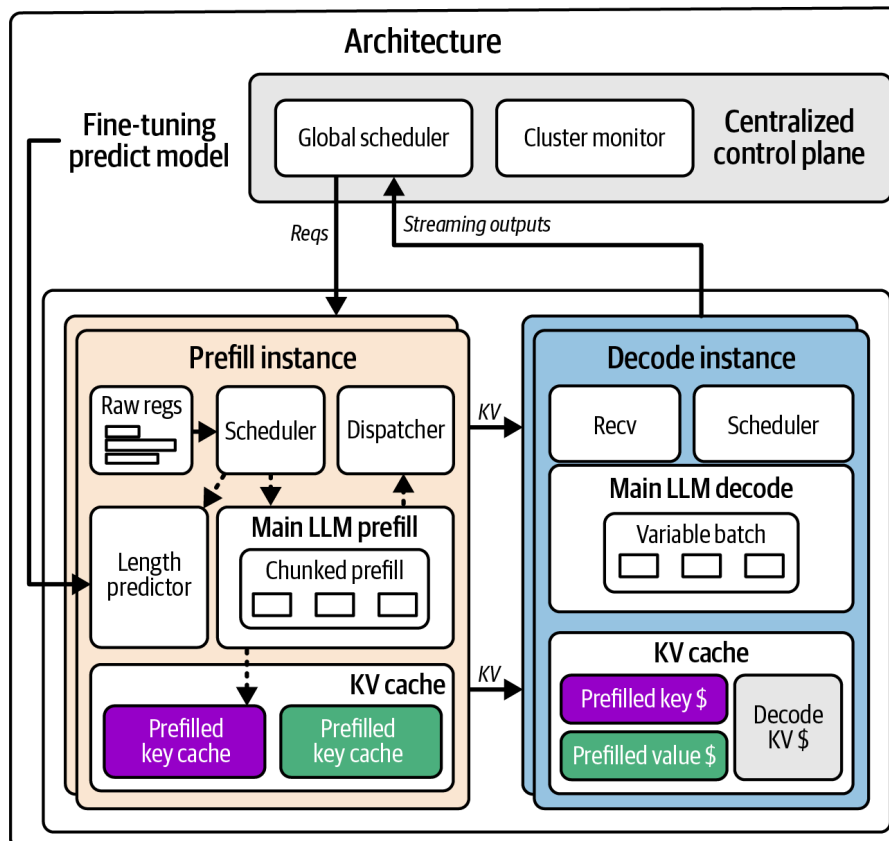 Architecture
Fine-tuning
predict model
Global scheduler
Cluster monitor
Centralized
control plane
Reqs
Streaming outputs
Prefill instance
Raw regs
Scheduler
Dispatcher
Length
predictor
Main LLM prefill
Chunked prefill
KV cache
Prefilled
key cache
Prefilled
key cache
KV
KV
Decode instance
Recv
Scheduler
Main LLM decode
Variable batch
KV cache
Prefilled key $
Prefilled value $
Decode
KV $